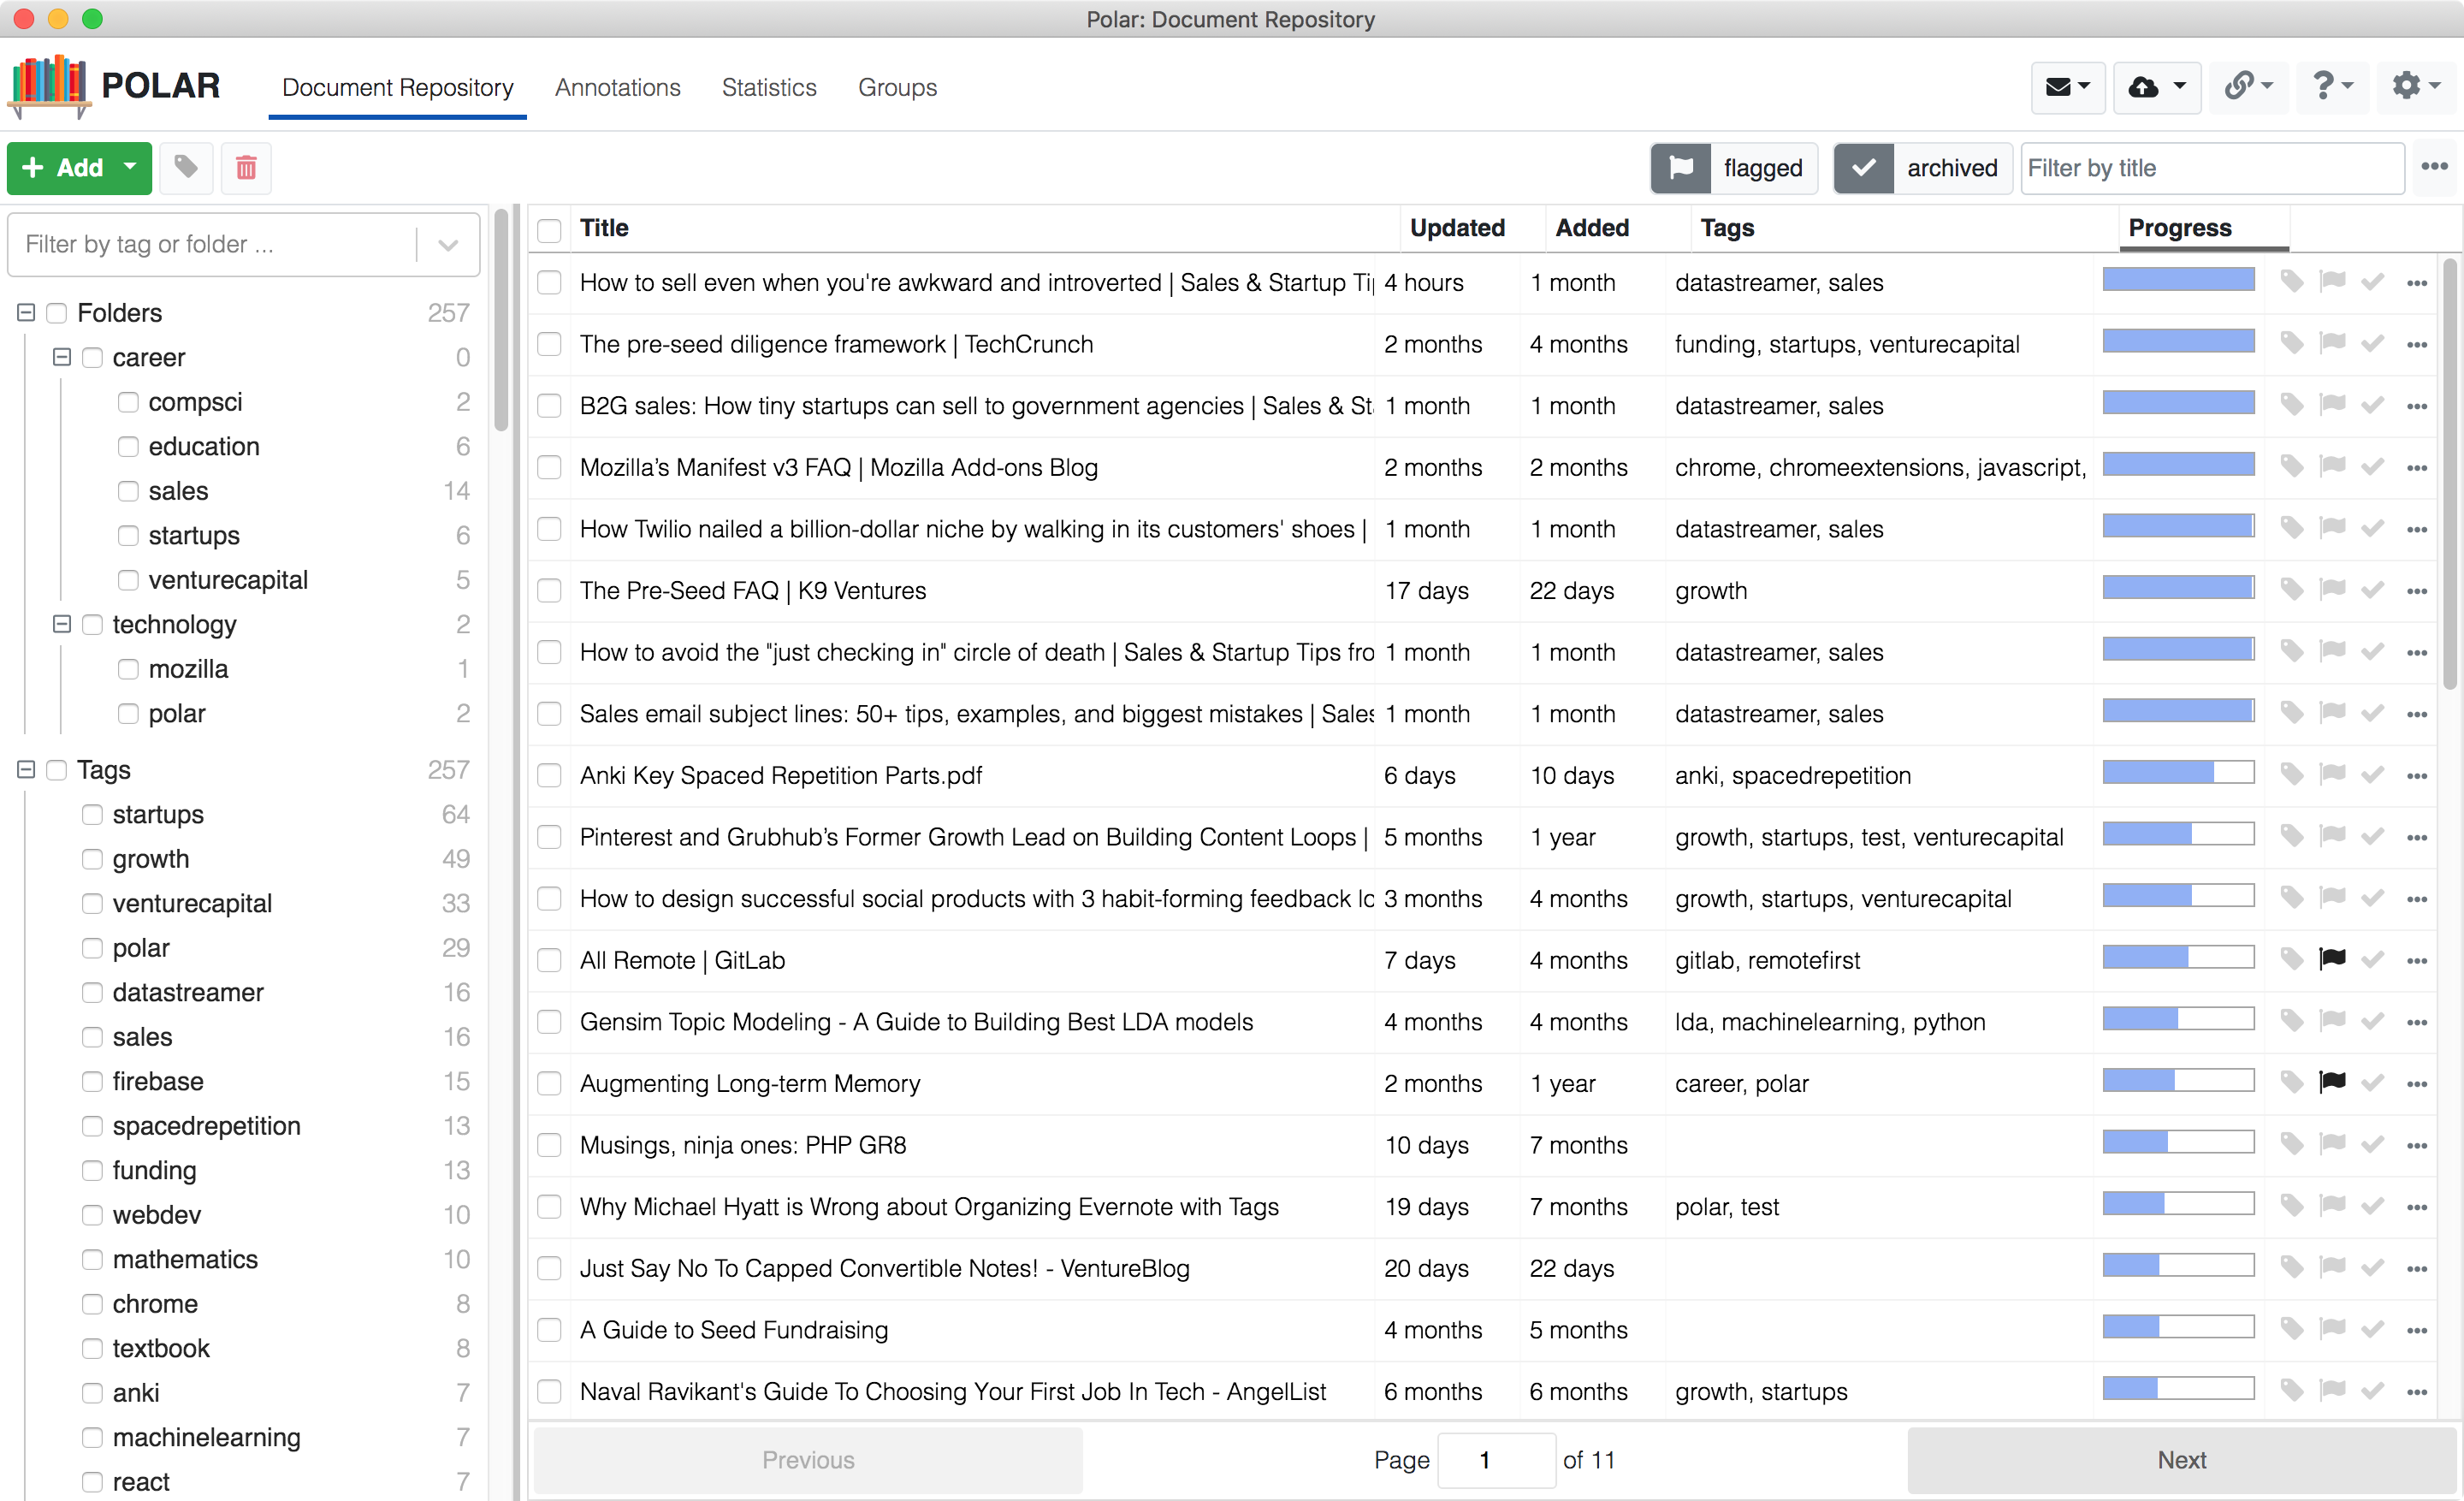 Polar: Document Repository
POLAR Document Repository Annotations Statistics Groups
Add flagged archived Filter by title
Filter by tag or folder ...
Folders 257
career 0
compsci 2
education 6
sales 14
startups 6
venturecapital 5
technology 2
mozilla 1
polar 2
Tags 257
startups 64
growth 49
venturecapital 33
polar 29
datastreamer 16
sales 16
firebase 15
spacedrepetition 13
funding 13
webdev 10
mathematics 10
chrome 8
textbook 8
anki 7
machinelearning 7
react 7
Title Updated Added Tags Progress
How to sell even when you're awkward and introverted | Sales & Startup Tip 4 hours 1 month datastreamer, sales
The pre-seed diligence framework | TechCrunch 2 months 4 months funding, startups, venturecapital
B2G sales: How tiny startups can sell to government agencies | Sales & Sta 1 month 1 month datastreamer, sales
Mozilla’s Manifest v3 FAQ | Mozilla Add-ons Blog 2 months 2 months chrome, chromeextensions, javascript,
How Twilio nailed a billion-dollar niche by walking in its customers' shoes | 1 month 1 month datastreamer, sales
The Pre-Seed FAQ | K9 Ventures 17 days 22 days growth
How to avoid the "just checking in" circle of death | Sales & Startup Tips fro 1 month 1 month datastreamer, sales
Sales email subject lines: 50+ tips, examples, and biggest mistakes | Sales 1 month 1 month datastreamer, sales
Anki Key Spaced Repetition Parts.pdf 6 days 10 days anki, spacedrepetition
Pinterest and Grubhub’s Former Growth Lead on Building Content Loops | 5 months 1 year growth, startups, test, venturecapital
How to design successful social products with 3 habit-forming feedback lo 3 months 4 months growth, startups, venturecapital
All Remote | GitLab 7 days 4 months gitlab, remotefirst
Gensim Topic Modeling - A Guide to Building Best LDA models 4 months 4 months lda, machinelearning, python
Augmenting Long-term Memory 2 months 1 year career, polar
Musings, ninja ones: PHP GR8 10 days 7 months
Why Michael Hyatt is Wrong about Organizing Evernote with Tags 19 days 7 months polar, test
Just Say No To Capped Convertible Notes! - VentureBlog 20 days 22 days
A Guide to Seed Fundraising 4 months 5 months
Naval Ravikant's Guide To Choosing Your First Job In Tech - AngelList 6 months 6 months growth, startups
Previous Page 1 of 11 Next